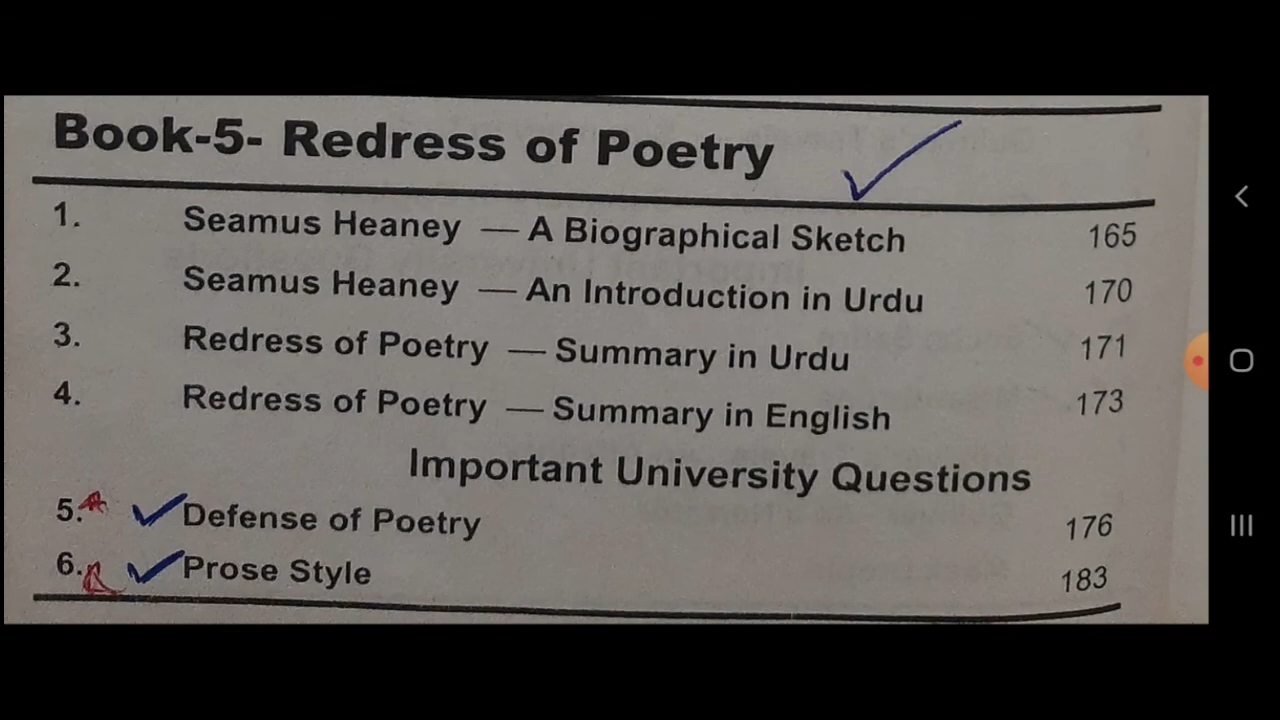 Book-5- Redress of Poetry
1. Seamus Heaney — A Biographical Sketch 165
2. Seamus Heaney — An Introduction in Urdu 170
3. Redress of Poetry — Summary in Urdu 171
4. Redress of Poetry — Summary in English 173
Important University Questions
5. Defense of Poetry 176
6. Prose Style 183